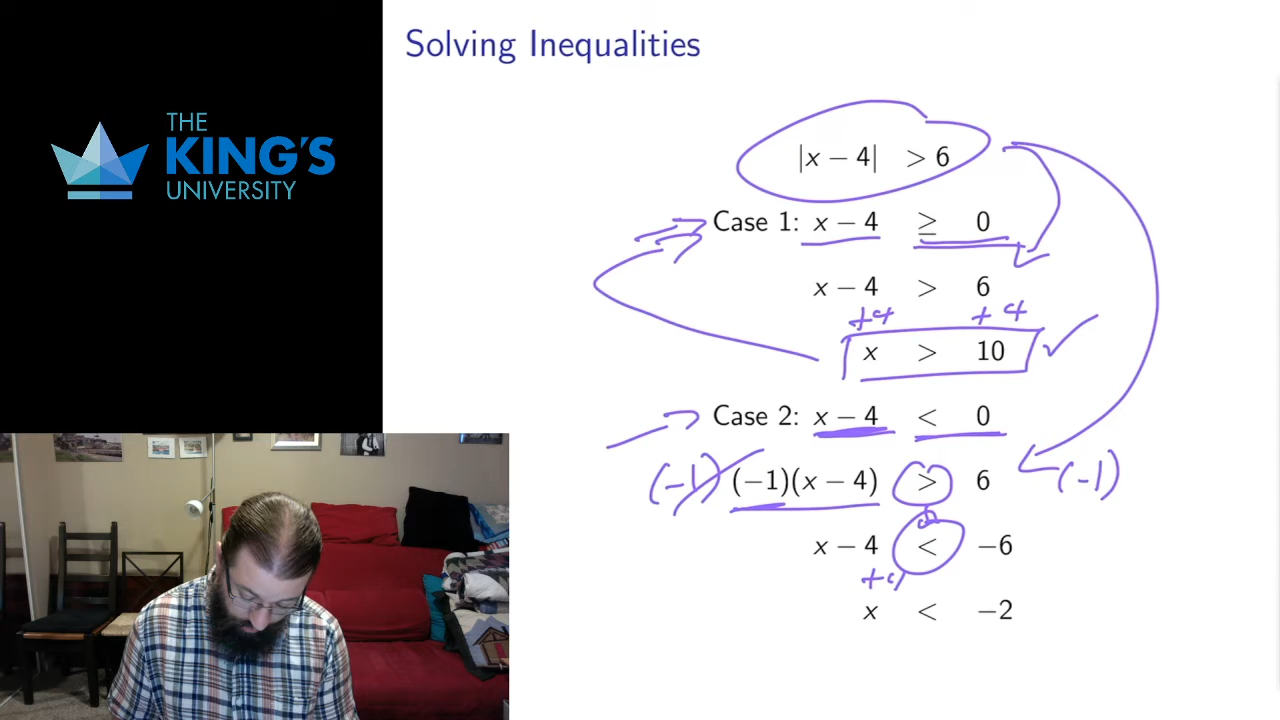 Solving Inequalities
THE
KING'S
UNIVERSITY
|x − 4| > 6
Case 1: x − 4 ≥ 0
x − 4 > 6
+4 +4
x > 10
Case 2: x − 4 < 0
(-1) (−1)(x − 4) > 6 (-1)
x − 4 < −6
+4
x < −2